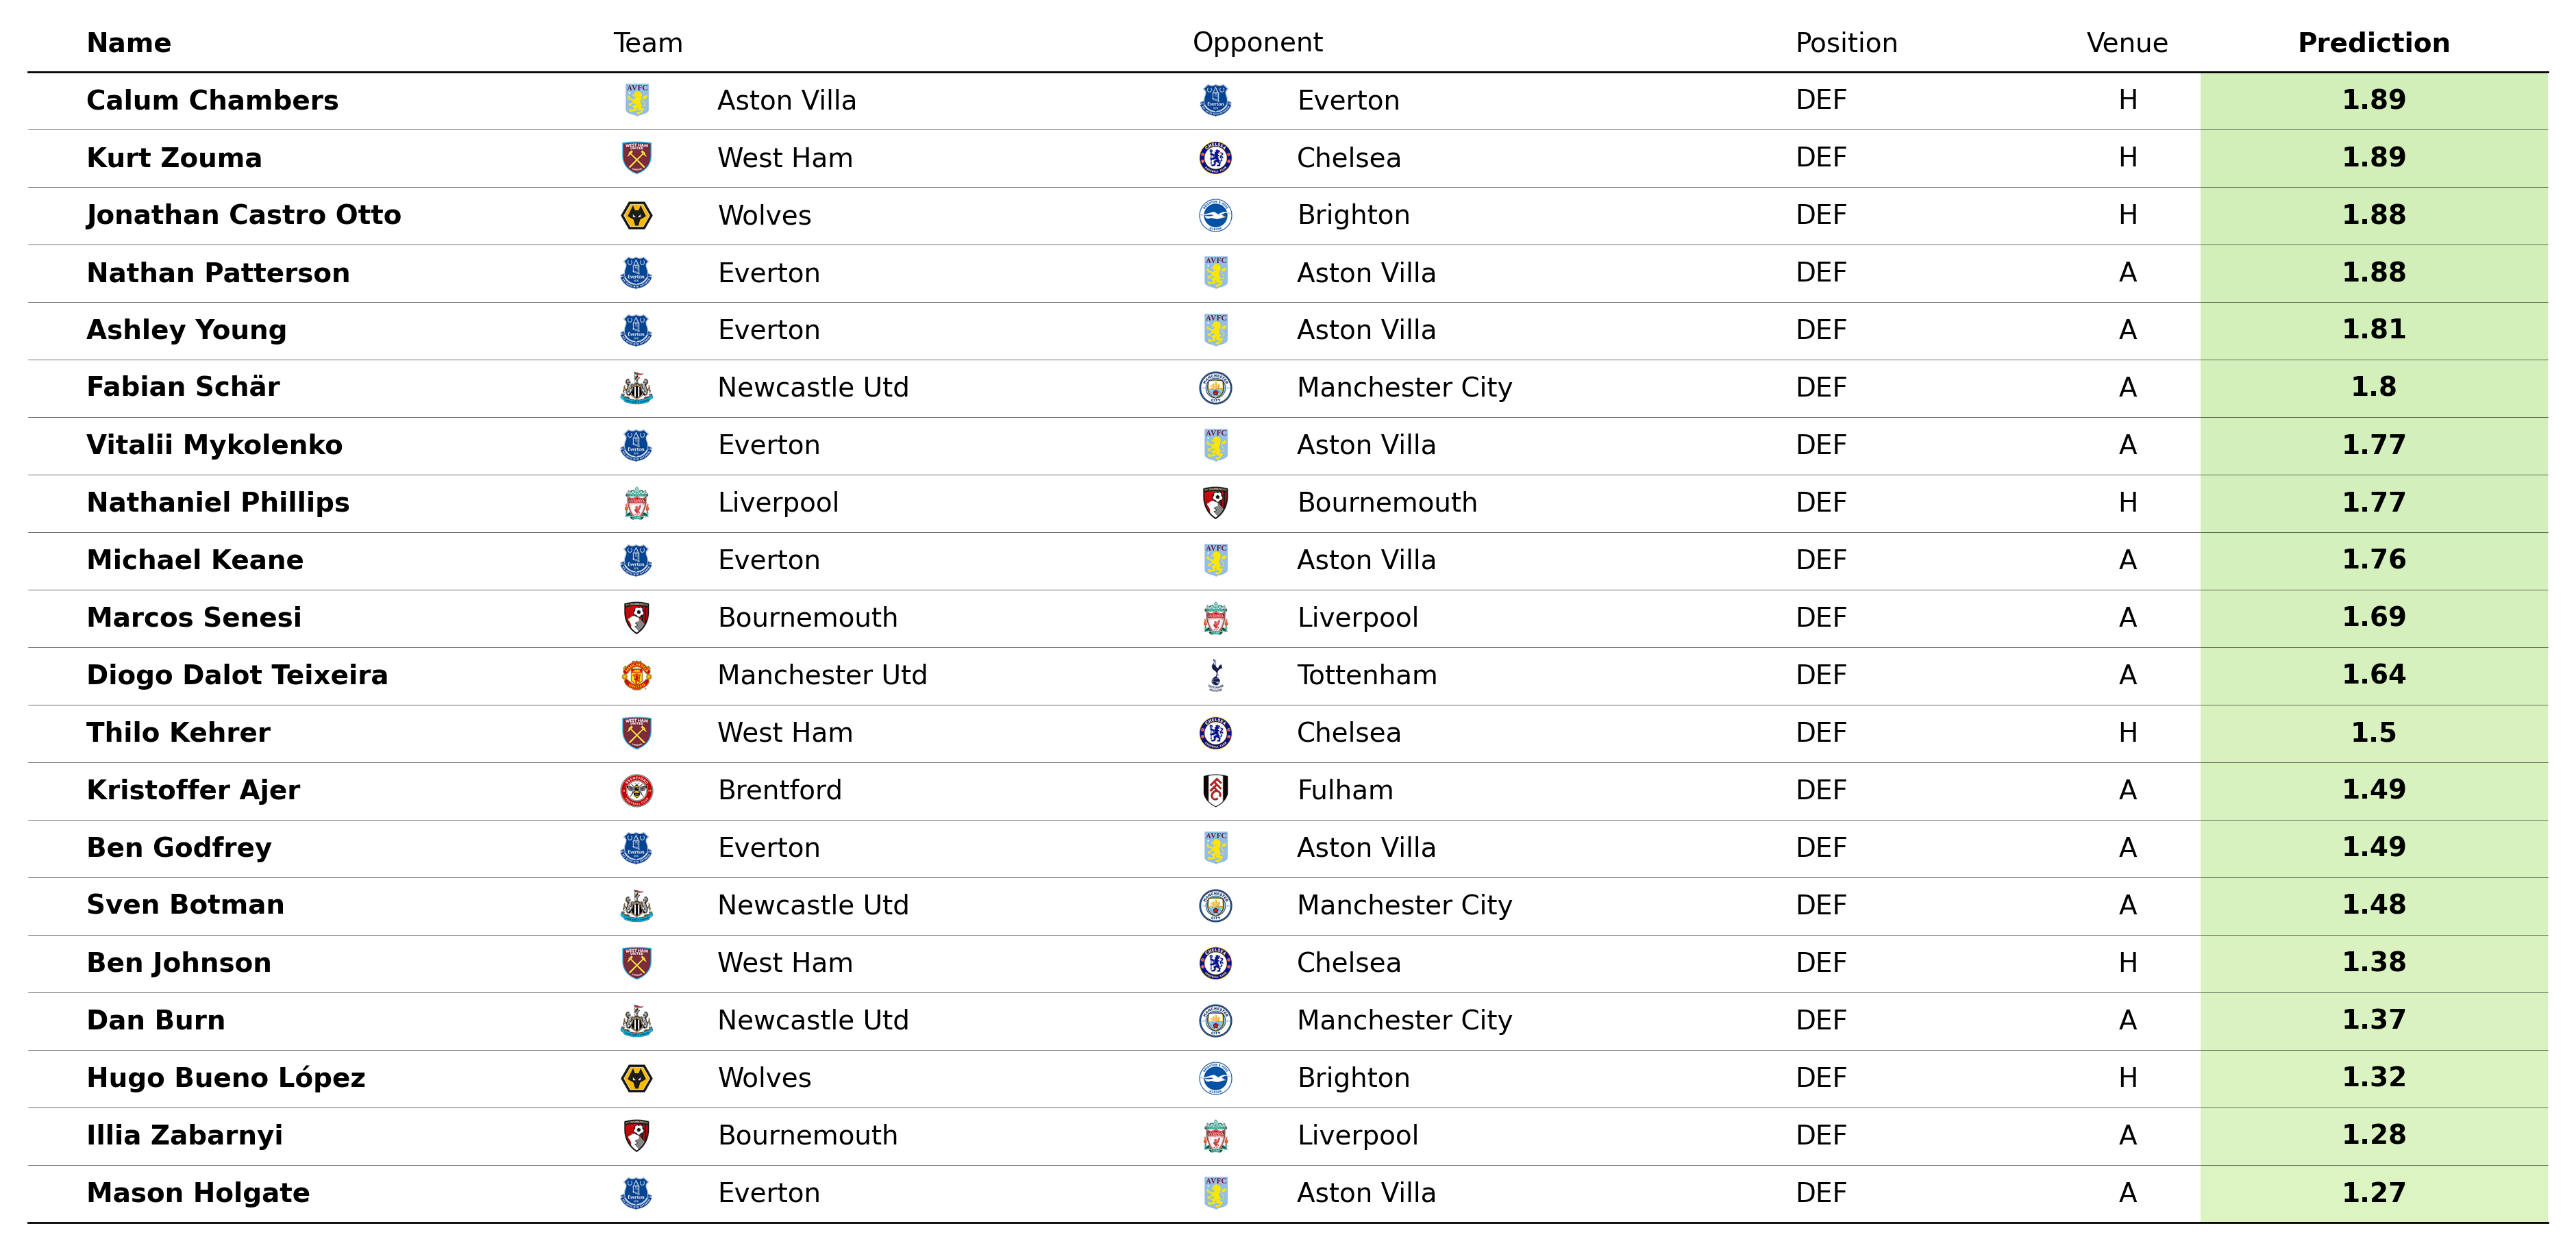 Name Team Opponent Position Venue Prediction
Calum Chambers Aston Villa Everton DEF H 1.89
Kurt Zouma West Ham Chelsea DEF H 1.89
Jonathan Castro Otto Wolves Brighton DEF H 1.88
Nathan Patterson Everton Aston Villa DEF A 1.88
Ashley Young Everton Aston Villa DEF A 1.81
Fabian Schär Newcastle Utd Manchester City DEF A 1.8
Vitalii Mykolenko Everton Aston Villa DEF A 1.77
Nathaniel Phillips Liverpool Bournemouth DEF H 1.77
Michael Keane Everton Aston Villa DEF A 1.76
Marcos Senesi Bournemouth Liverpool DEF A 1.69
Diogo Dalot Teixeira Manchester Utd Tottenham DEF A 1.64
Thilo Kehrer West Ham Chelsea DEF H 1.5
Kristoffer Ajer Brentford Fulham DEF A 1.49
Ben Godfrey Everton Aston Villa DEF A 1.49
Sven Botman Newcastle Utd Manchester City DEF A 1.48
Ben Johnson West Ham Chelsea DEF H 1.38
Dan Burn Newcastle Utd Manchester City DEF A 1.37
Hugo Bueno López Wolves Brighton DEF H 1.32
Illia Zabarnyi Bournemouth Liverpool DEF A 1.28
Mason Holgate Everton Aston Villa DEF A 1.27